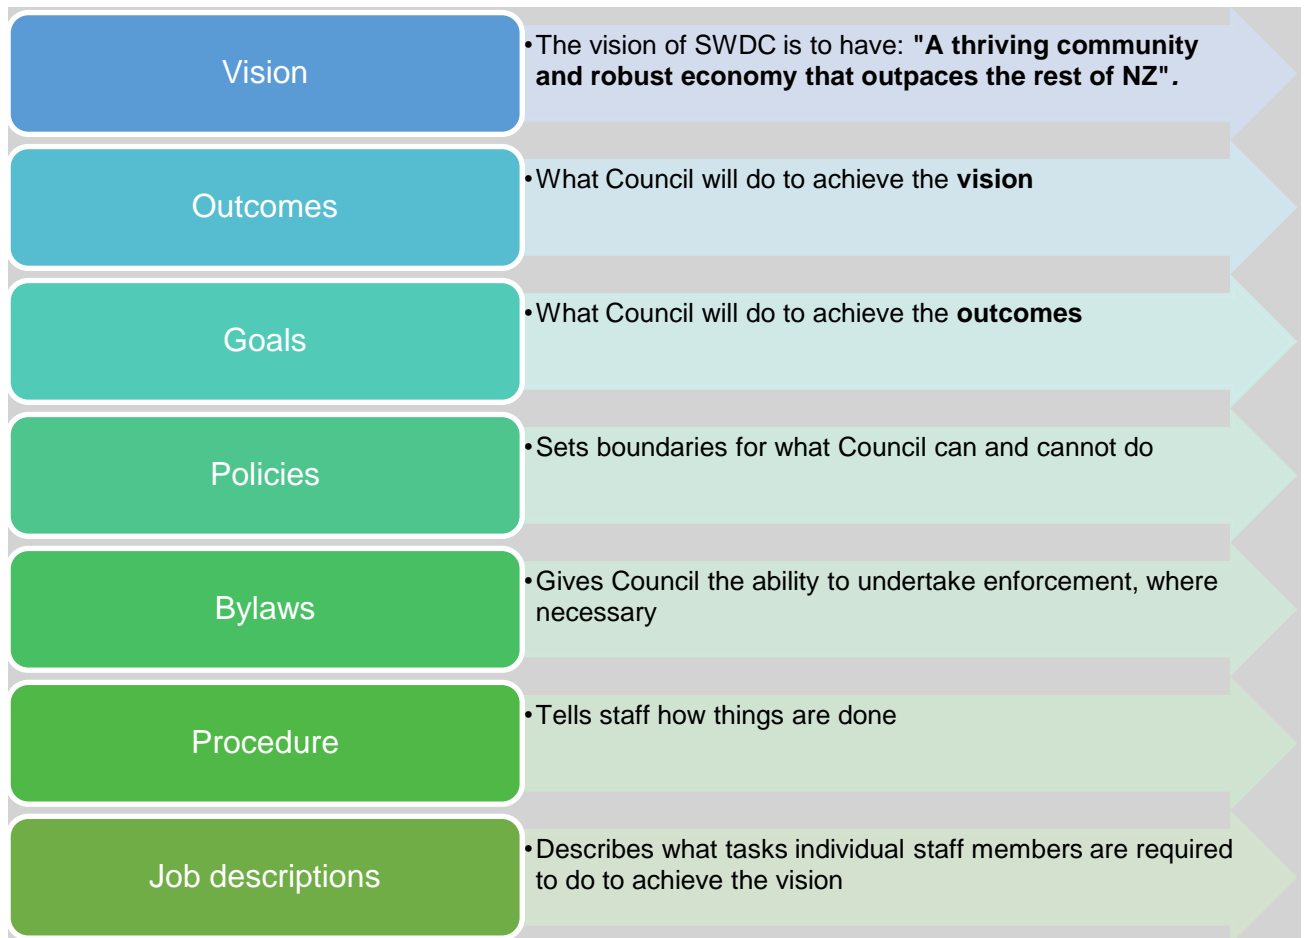 Vision
•The vision of SWDC is to have: "A thriving community
and robust economy that outpaces the rest of NZ".
Outcomes
•What Council will do to achieve the vision
Goals
•What Council will do to achieve the outcomes
Policies
•Sets boundaries for what Council can and cannot do
Bylaws
•Gives Council the ability to undertake enforcement, where
necessary
Procedure
•Tells staff how things are done
Job descriptions
•Describes what tasks individual staff members are required
to do to achieve the vision